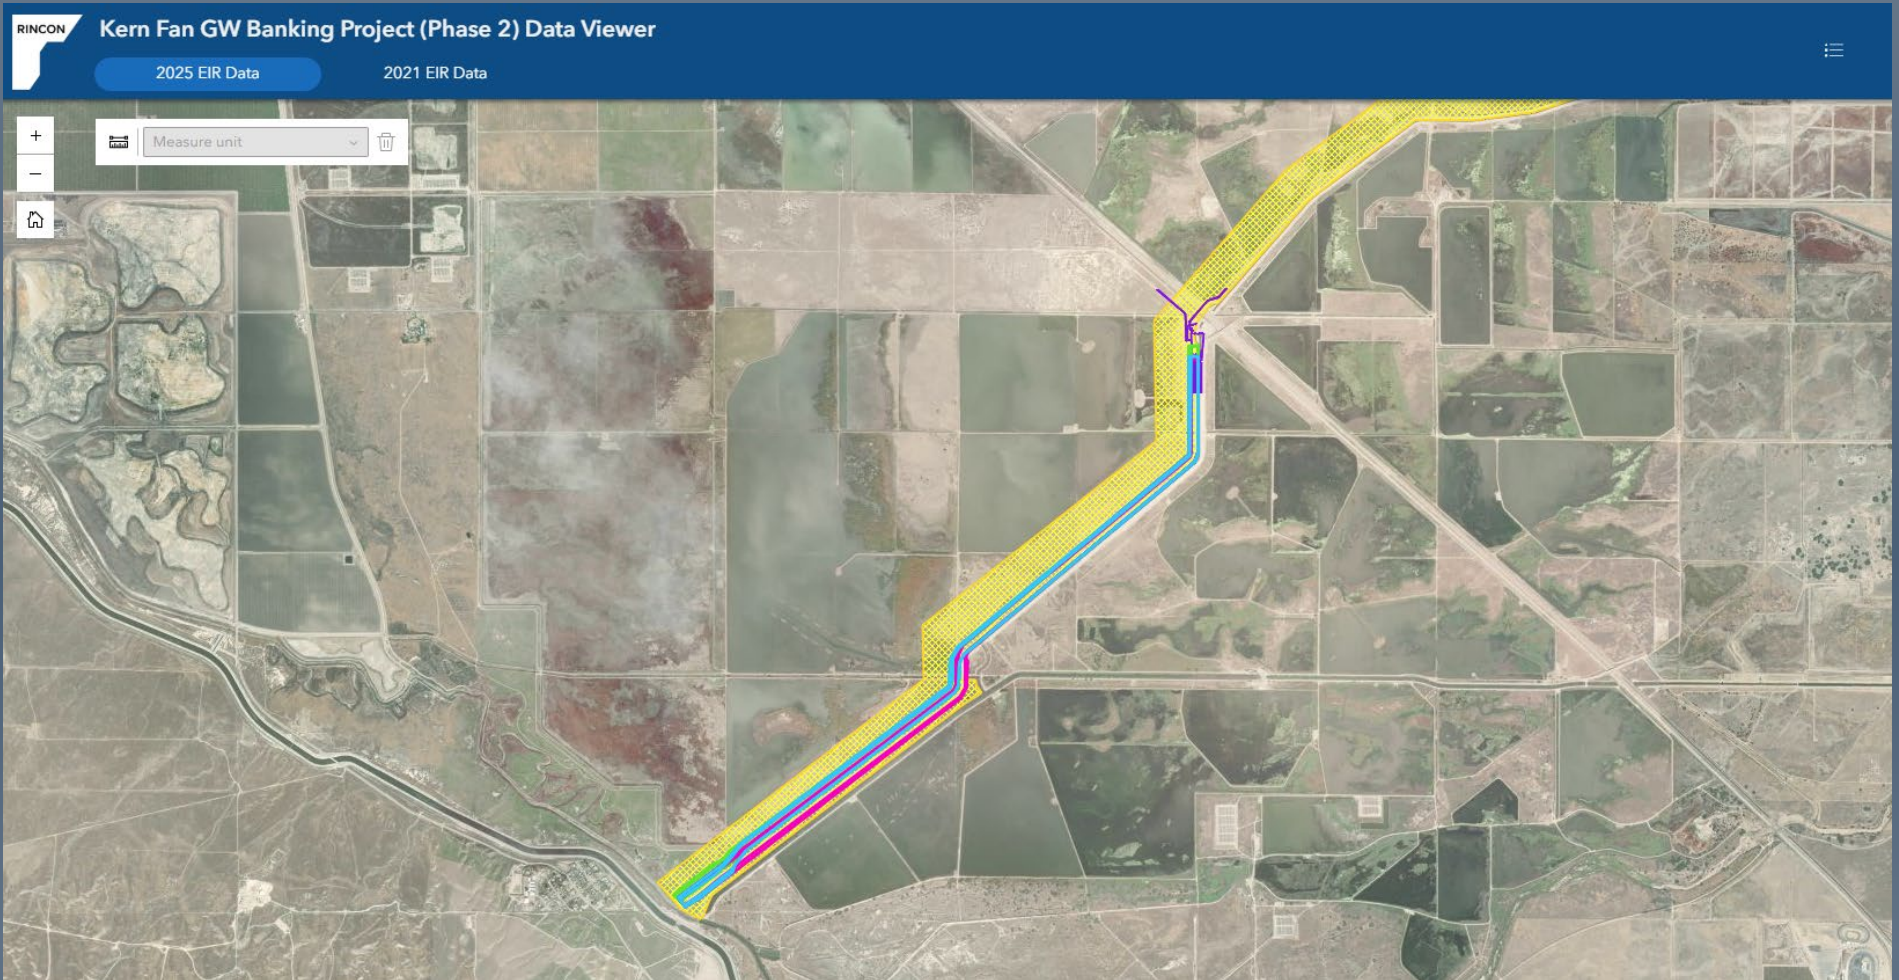 RINCON
Kern Fan GW Banking Project (Phase 2) Data Viewer
2025 EIR Data
2021 EIR Data
+
Measure unit
−